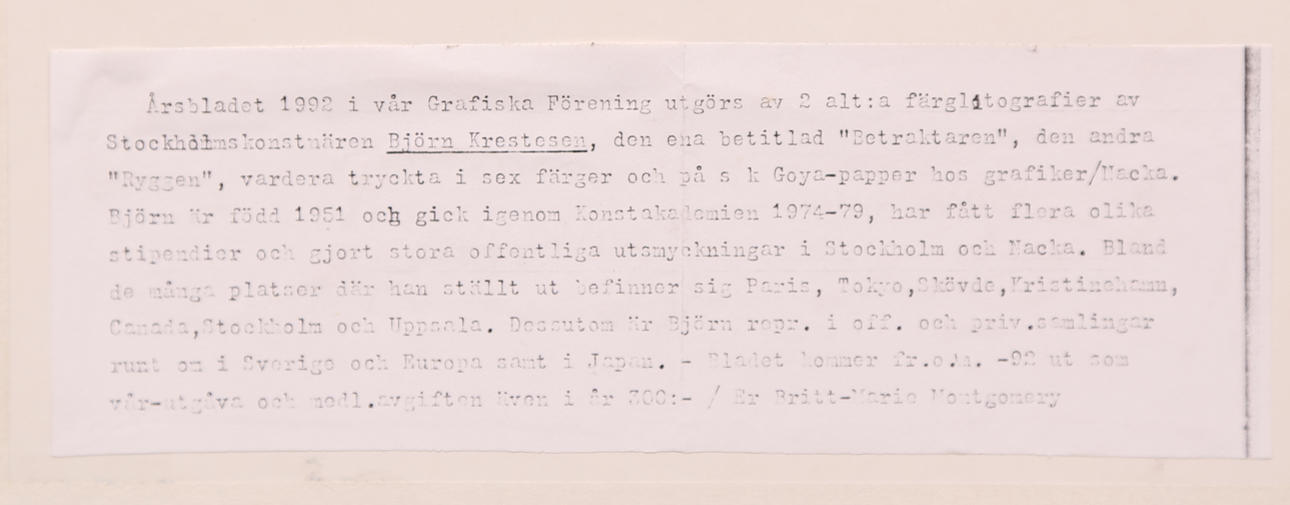 Årsbladet 1992 i vår Grafiska Förening utgörs av 2 alt:a färglitografier av
Stockholmskonstnären Björn Krestesen, den ena betitlad "Betraktaren", den andra
"Ryggen", vardera tryckta i sex färger och på s k Goya-papper hos grafiker/Nacka.
Björn är född 1951 och gick igenom Konstakademien 1974-79, har fått flera olika
stipendier och gjort stora offentliga utsmyckningar i Stockholm och Nacka. Bland
de många platser där han ställt ut befinner sig Paris, Tokyo,Skövde,Kristinehamn,
Canada,Stockholm och Uppsala. Dessutom är Björn repr. i off. och priv.samlingar
runt om i Sverige och Europa samt i Japan. - Bladet kommer fr.o.m. -92 ut som
vår-utgåva och medl.avgiften även i år 300:- / Er Britt-Marie Montgomery